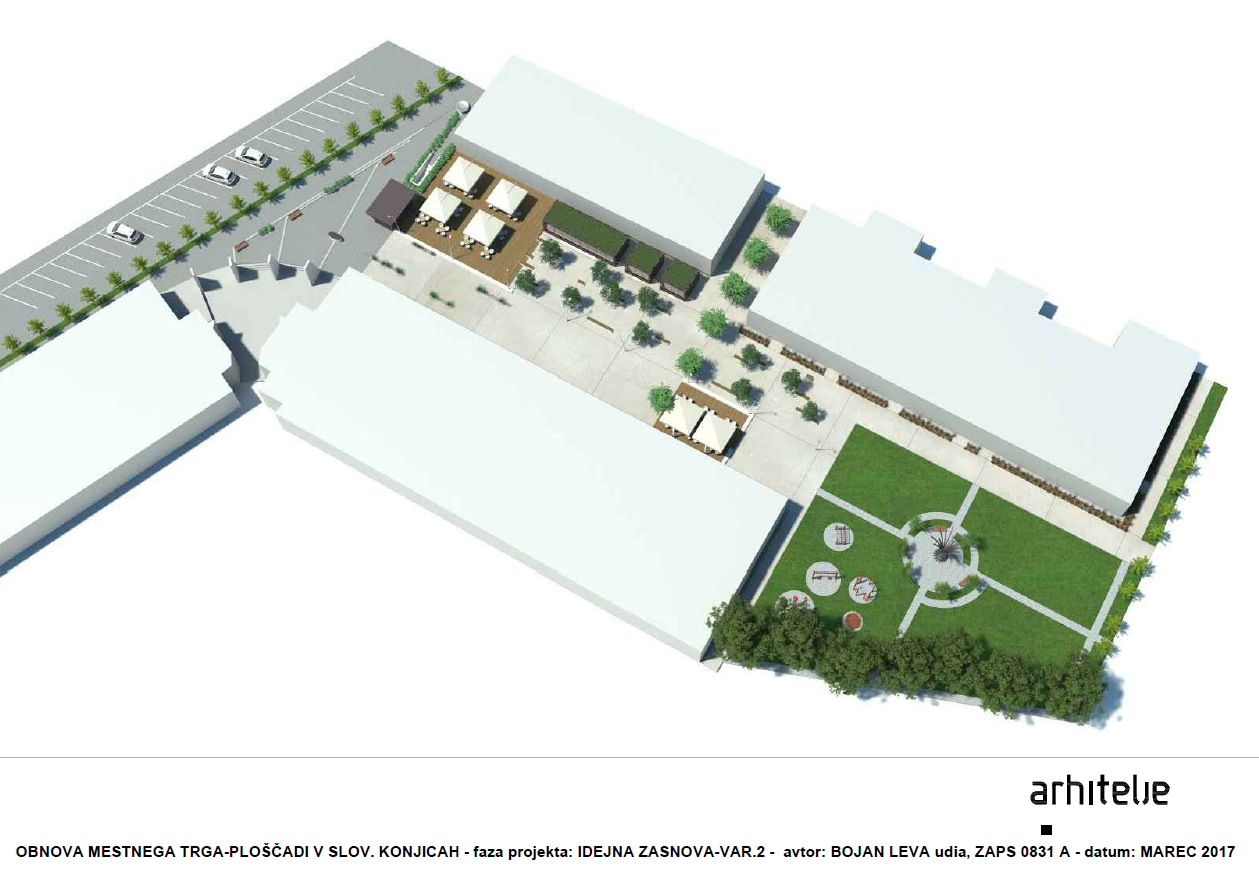 arhitelje
OBNOVA MESTNEGA TRGA-PLOŠČADI V SLOV. KONJICAH - faza projekta: IDEJNA ZASNOVA-VAR.2 - avtor: BOJAN LEVA udia, ZAPS 0831 A - datum: MAREC 2017